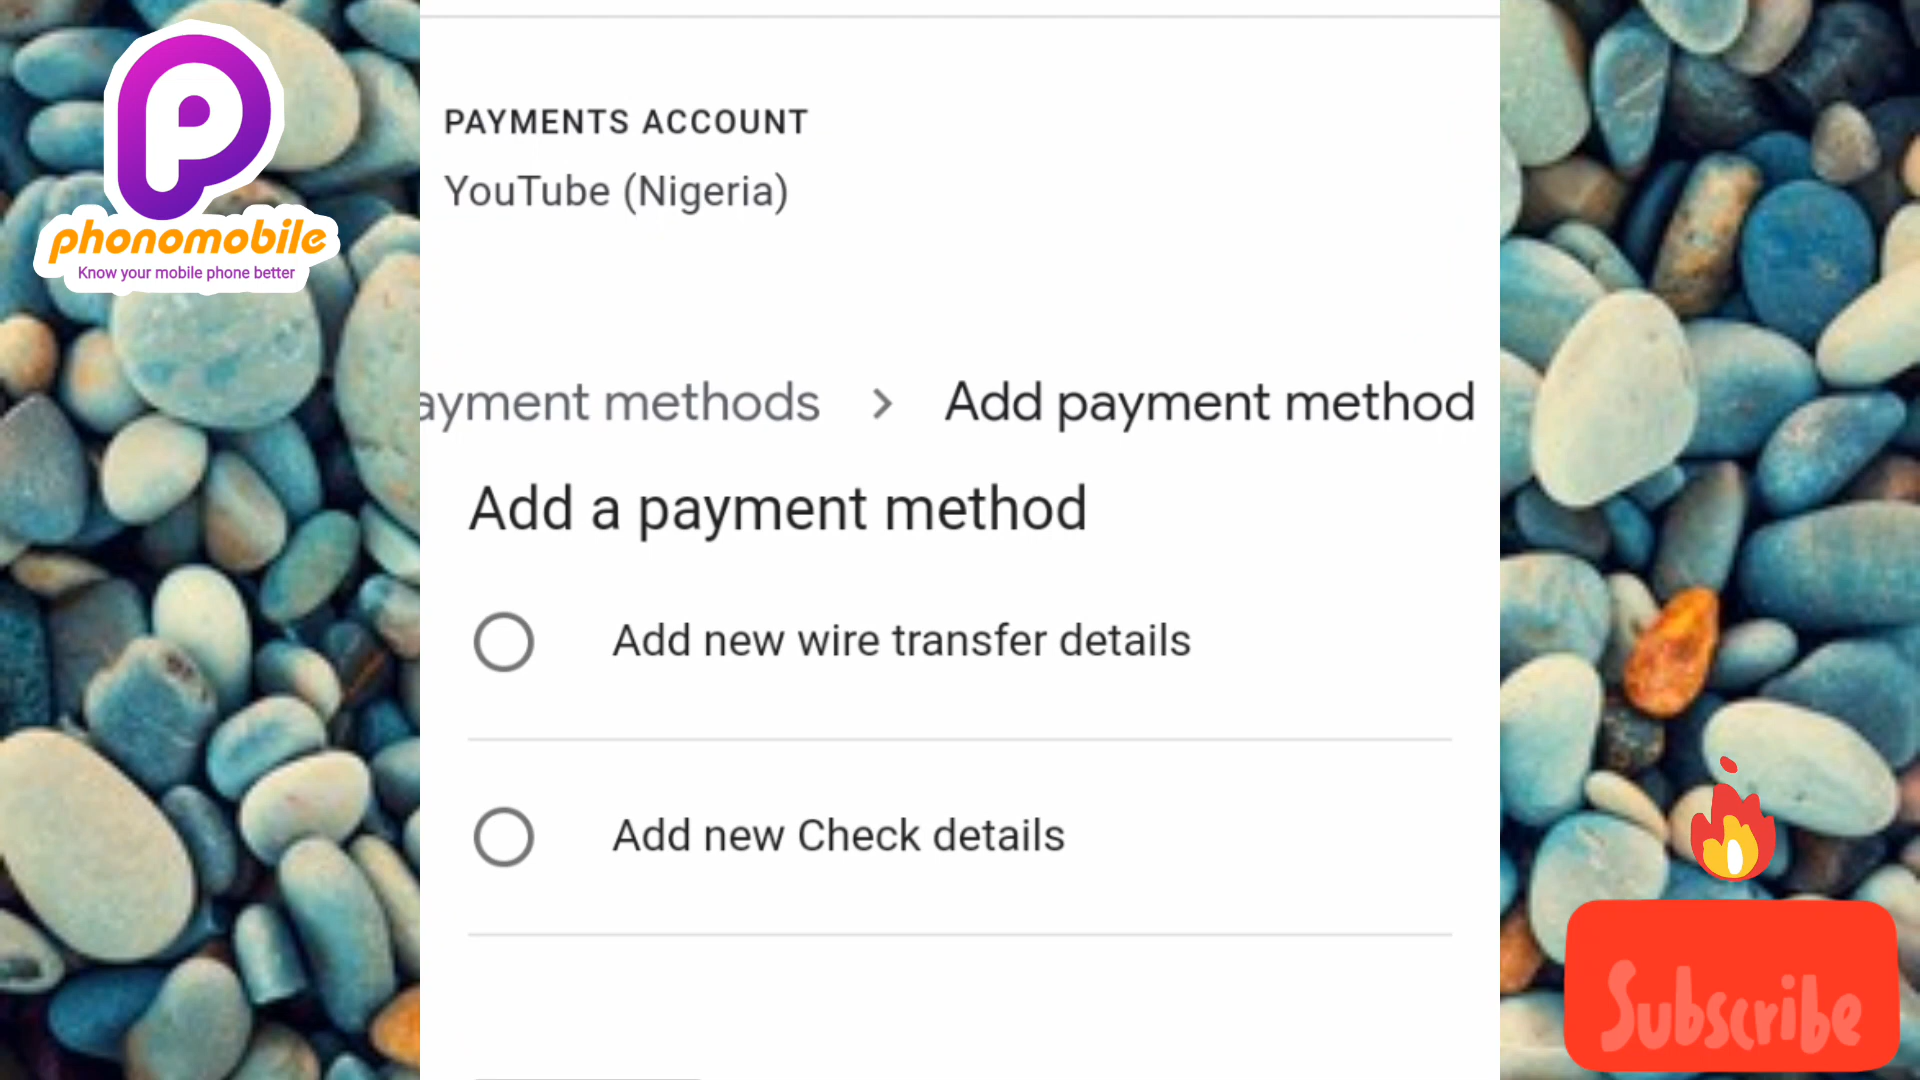 phonomobile
Know your mobile phone better
PAYMENTS ACCOUNT
YouTube (Nigeria)
ayment methods > Add payment method
Add a payment method
Add new wire transfer details
Add new Check details
Subscribe